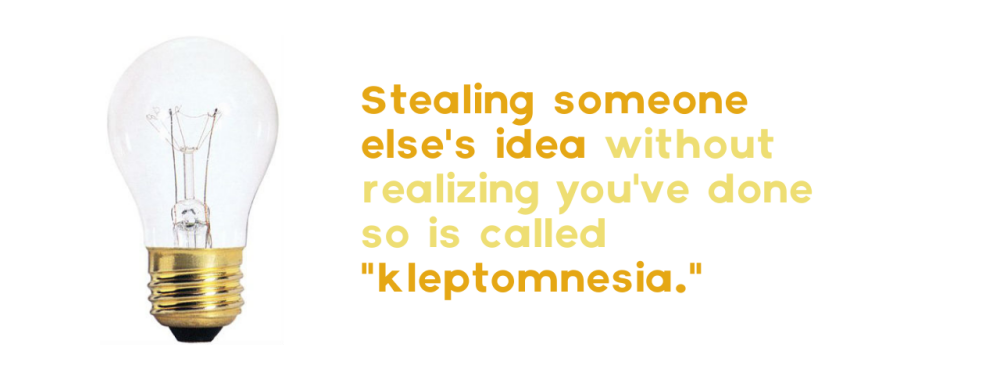 Stealing someone
else's idea without
realizing you've done
so is called
"kleptomnesia."